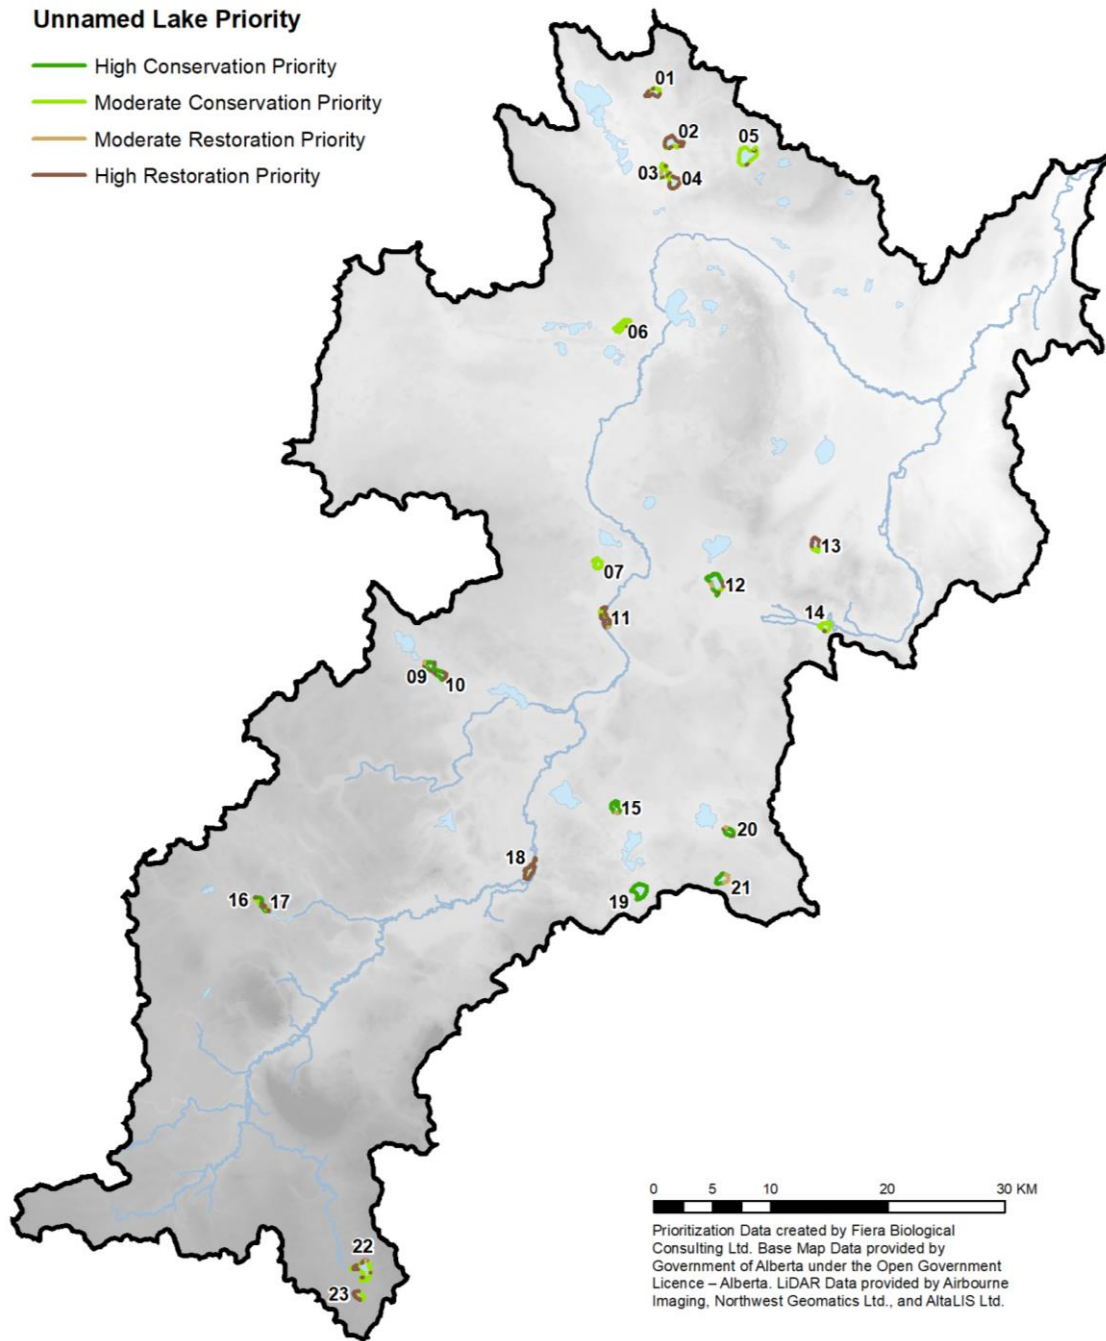 Unnamed Lake Priority
High Conservation Priority
Moderate Conservation Priority
Moderate Restoration Priority
High Restoration Priority
01
02
05
03
04
06
13
07
12
11
14
09
10
15
20
18
21
16
17
19
22
23
0 5 10 20 30 KM
Prioritization Data created by Fiera Biological
Consulting Ltd. Base Map Data provided by
Government of Alberta under the Open Government
Licence – Alberta. LiDAR Data provided by Airbourne
Imaging, Northwest Geomatics Ltd., and AltaLIS Ltd.